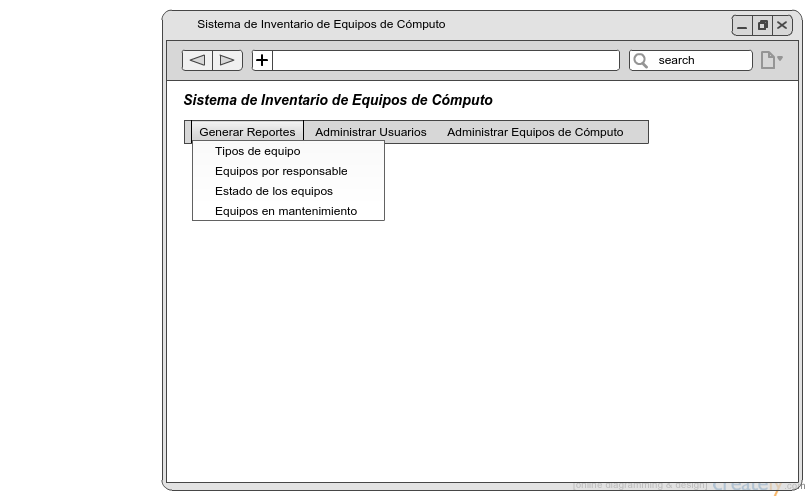 Sistema de Inventario de Equipos de Cómputo
search
Sistema de Inventario de Equipos de Cómputo
Generar Reportes Administrar Usuarios Administrar Equipos de Cómputo
Tipos de equipo
Equipos por responsable
Estado de los equipos
Equipos en mantenimiento
[online diagramming & design] creately.com